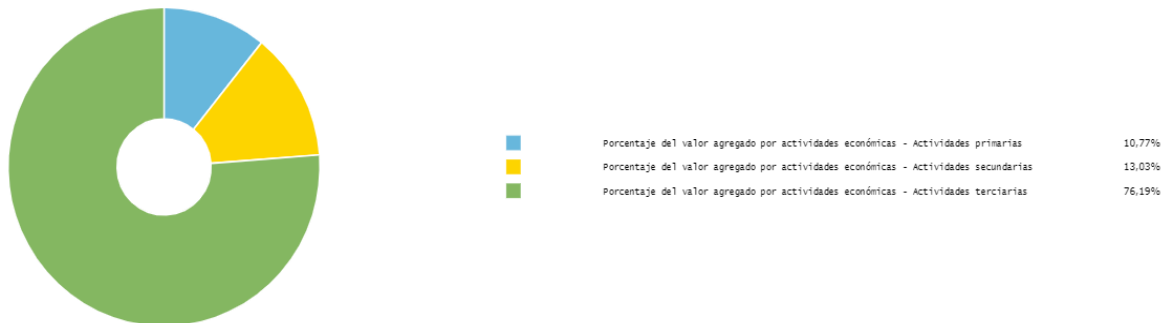 Porcentaje del valor agregado por actividades económicas - Actividades primarias 10,77%
Porcentaje del valor agregado por actividades económicas - Actividades secundarias 13,03%
Porcentaje del valor agregado por actividades económicas - Actividades terciarias 76,19%